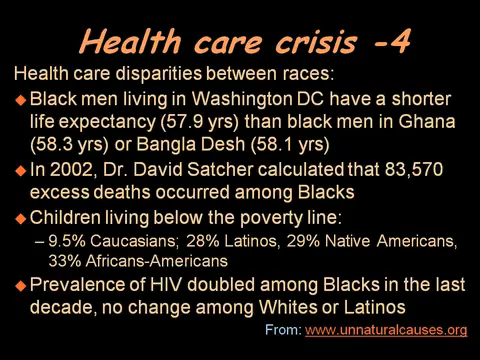 Health care crisis -4
Health care disparities between races:
◆Black men living in Washington DC have a shorter
life expectancy (57.9 yrs) than black men in Ghana
(58.3 yrs) or Bangla Desh (58.1 yrs)
◆In 2002, Dr. David Satcher calculated that 83,570
excess deaths occurred among Blacks
◆Children living below the poverty line:
– 9.5% Caucasians; 28% Latinos, 29% Native Americans,
33% Africans-Americans
◆Prevalence of HIV doubled among Blacks in the last
decade, no change among Whites or Latinos
From: www.unnaturalcauses.org